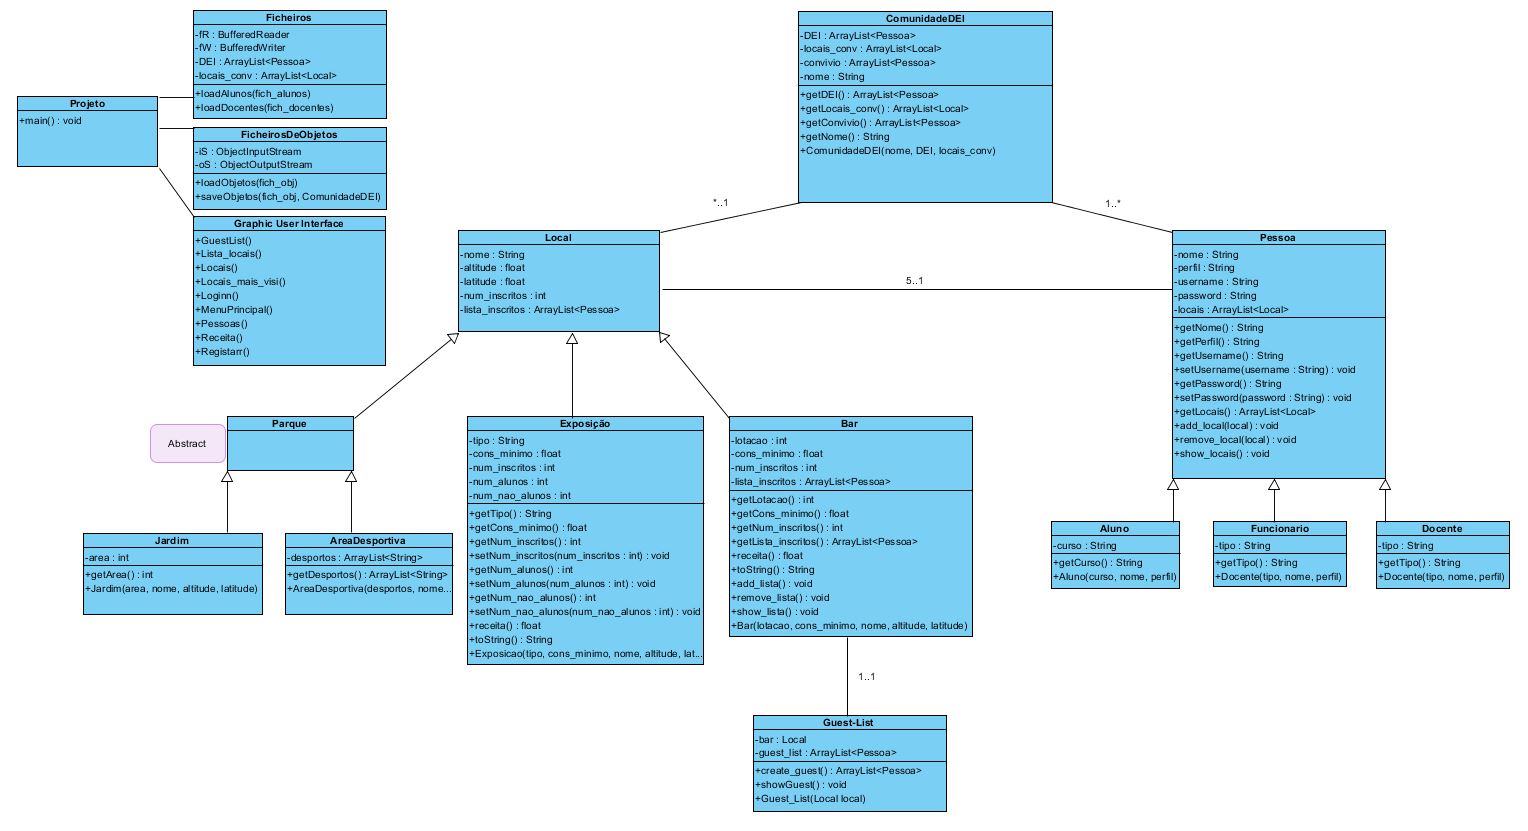 Ficheiros
-fR : BufferedReader
-fW : BufferedWriter
-DEI : ArrayList<Pessoa>
-locais_conv : ArrayList<Local>
+loadAlunos(fich_alunos)
+loadDocentes(fich_docentes)
Projeto
+main() : void
FicheirosDeObjetos
-iS : ObjectInputStream
-oS : ObjectOutputStream
+loadObjetos(fich_obj)
+saveObjetos(fich_obj, ComunidadeDEI)
Graphic User Interface
+GuestList()
+Lista_locais()
+Locais()
+Locais_mais_visi()
+Loginn()
+MenuPrincipal()
+Pessoas()
+Receita()
+Registarr()
ComunidadeDEI
-DEI : ArrayList<Pessoa>
-locais_conv : ArrayList<Local>
-convivio : ArrayList<Pessoa>
-nome : String
+getDEI() : ArrayList<Pessoa>
+getLocais_conv() : ArrayList<Local>
+getConvivio() : ArrayList<Pessoa>
+getNome() : String
+ComunidadeDEI(nome, DEI, locais_conv)
*..1
1..*
Local
-nome : String
-altitude : float
-latitude : float
-num_inscritos : int
-lista_inscritos : ArrayList<Pessoa>
5..1
Pessoa
-nome : String
-perfil : String
-username : String
-password : String
-locais : ArrayList<Local>
+getNome() : String
+getPerfil() : String
+getUsername() : String
+setUsername(username : String) : void
+getPassword() : String
+setPassword(password : String) : void
+getLocais() : ArrayList<Local>
+add_local(local) : void
+remove_local(local) : void
+show_locais() : void
Abstract
Parque
Exposição
-tipo : String
-cons_minimo : float
-num_inscritos : int
-num_alunos : int
-num_nao_alunos : int
+getTipo() : String
+getCons_minimo() : float
+getNum_inscritos() : int
+setNum_inscritos(num_inscritos : int) : void
+getNum_alunos() : int
+setNum_alunos(num_alunos : int) : void
+getNum_nao_alunos() : int
+setNum_nao_alunos(num_nao_alunos : int) : void
+receita() : float
+toString() : String
+Exposicao(tipo, cons_minimo, nome, altitude, lat...
Bar
-lotacao : int
-cons_minimo : float
-num_inscritos : int
-lista_inscritos : ArrayList<Pessoa>
+getLotacao() : int
+getCons_minimo() : float
+getNum_inscritos() : int
+getLista_inscritos() : ArrayList<Pessoa>
+receita() : float
+toString() : String
+add_lista() : void
+remove_lista() : void
+show_lista() : void
+Bar(lotacao, cons_minimo, nome, altitude, latitude)
Jardim
-area : int
+getArea() : int
+Jardim(area, nome, altitude, latitude)
AreaDesportiva
-desportos : ArrayList<String>
+getDesportos() : ArrayList<String>
+AreaDesportiva(desportos, nome...
Aluno
-curso : String
+getCurso() : String
+Aluno(curso, nome, perfil)
Funcionario
-tipo : String
+getTipo() : String
+Docente(tipo, nome, perfil)
Docente
-tipo : String
+getTipo() : String
+Docente(tipo, nome, perfil)
1..1
Guest-List
-bar : Local
-guest_list : ArrayList<Pessoa>
+create_guest() : ArrayList<Pessoa>
+showGuest() : void
+Guest_List(Local local)